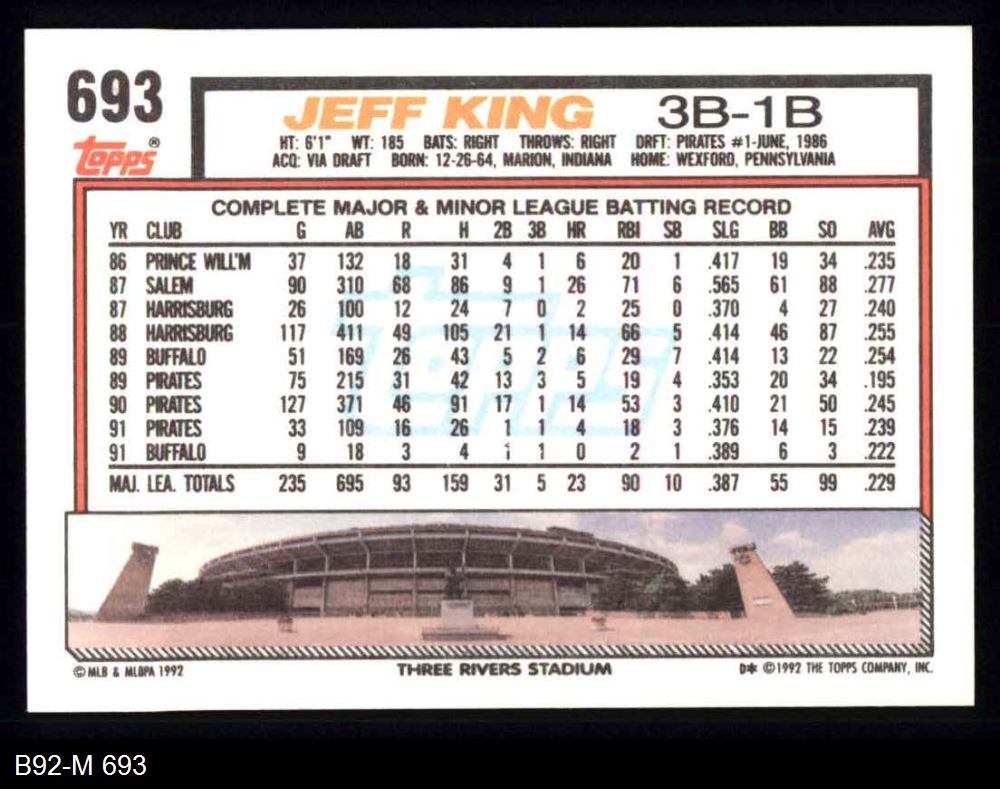 693
Topps®
JEFF KING 3B-1B
HT: 6'1" WT: 185 BATS: RIGHT THROWS: RIGHT DRFT: PIRATES #1-JUNE, 1986
ACQ: VIA DRAFT BORN: 12-26-64, MARION, INDIANA HOME: WEXFORD, PENNSYLVANIA
COMPLETE MAJOR & MINOR LEAGUE BATTING RECORD
YR CLUB G AB R H 2B 3B HR RBI SB SLG BB SO AVG
86 PRINCE WILL'M 37 132 18 31 4 1 6 20 1 .417 19 34 .235
87 SALEM 90 310 68 86 9 1 26 71 6 .565 61 88 .277
87 HARRISBURG 26 100 12 24 7 0 2 25 0 .370 4 27 .240
88 HARRISBURG 117 411 49 105 21 1 14 66 5 .414 46 87 .255
89 BUFFALO 51 169 26 43 5 2 6 29 7 .414 13 22 .254
89 PIRATES 75 215 31 42 13 3 5 19 4 .353 20 34 .195
90 PIRATES 127 371 46 91 17 1 14 53 3 .410 21 50 .245
91 PIRATES 33 109 16 26 1 1 4 18 3 .376 14 15 .239
91 BUFFALO 9 18 3 4 1 1 0 2 1 .389 6 3 .222
MAJ. LEA. TOTALS 235 695 93 159 31 5 23 90 10 .387 55 99 .229
Topps
© MLB & MLBPA 1992 THREE RIVERS STADIUM D* ©1992 THE TOPPS COMPANY, INC.
B92-M 693